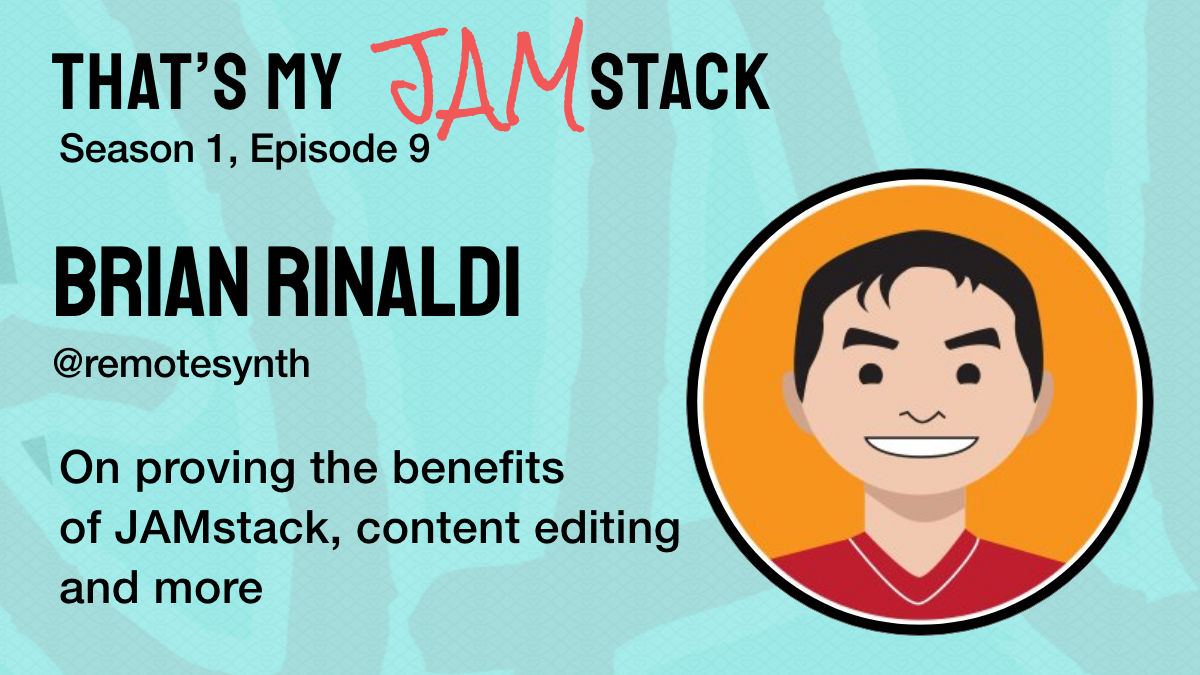 THAT'S MY JAMSTACK
Season 1, Episode 9
BRIAN RINALDI
@remotesynth
On proving the benefits
of JAMstack, content editing
and more